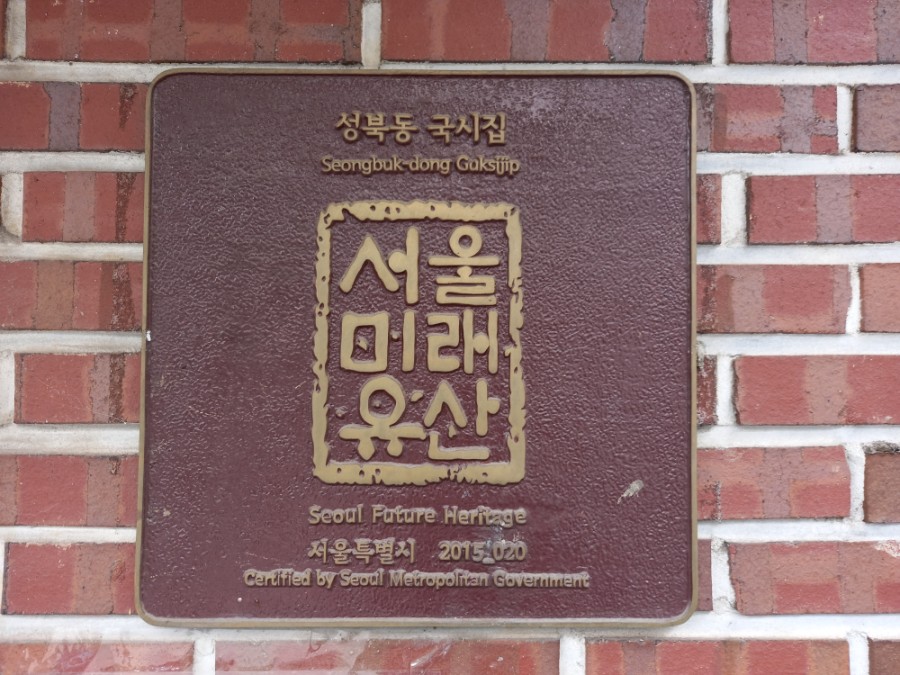 성북동 국시집
Seongbuk-dong Guksijip
서울
미래
유산
Seoul Future Heritage
서울특별시 2015-020
Certified by Seoul Metropolitan Government